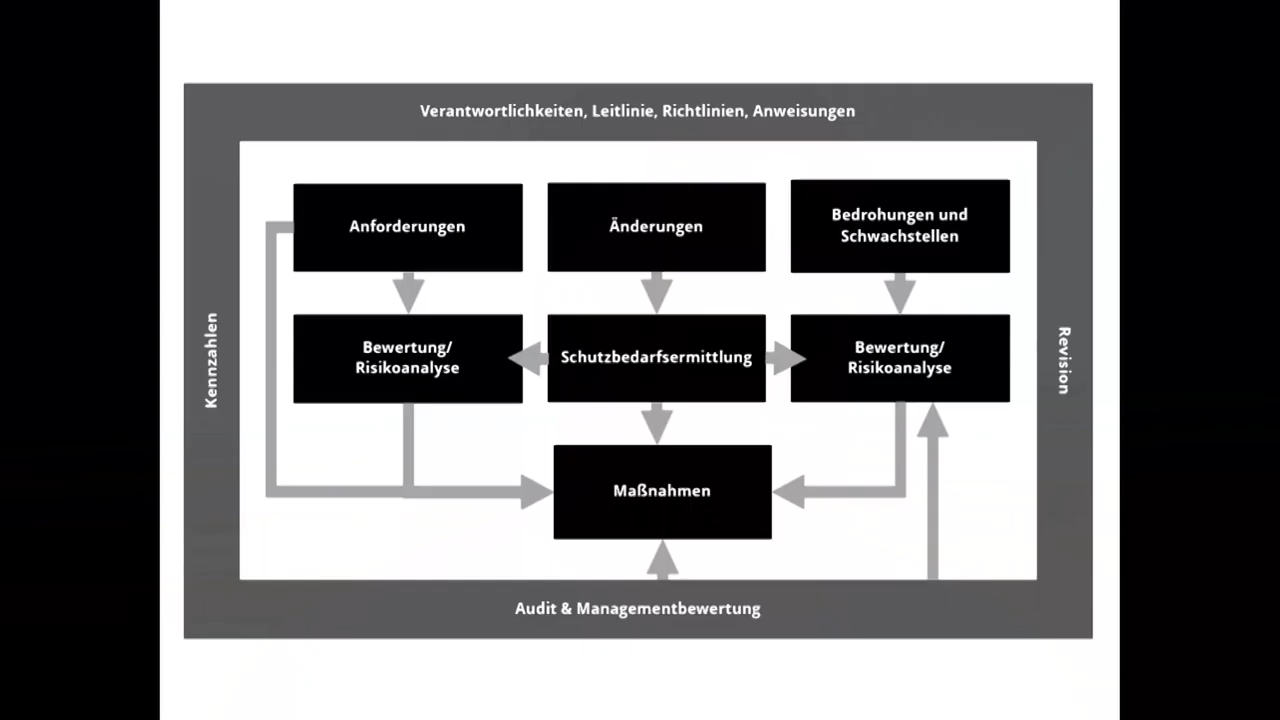 Verantwortlichkeiten, Leitlinie, Richtlinien, Anweisungen
Anforderungen
Änderungen
Bedrohungen und
Schwachstellen
Kennzahlen
Bewertung/
Risikoanalyse
Schutzbedarfsermittlung
Bewertung/
Risikoanalyse
Revision
Maßnahmen
Audit & Managementbewertung